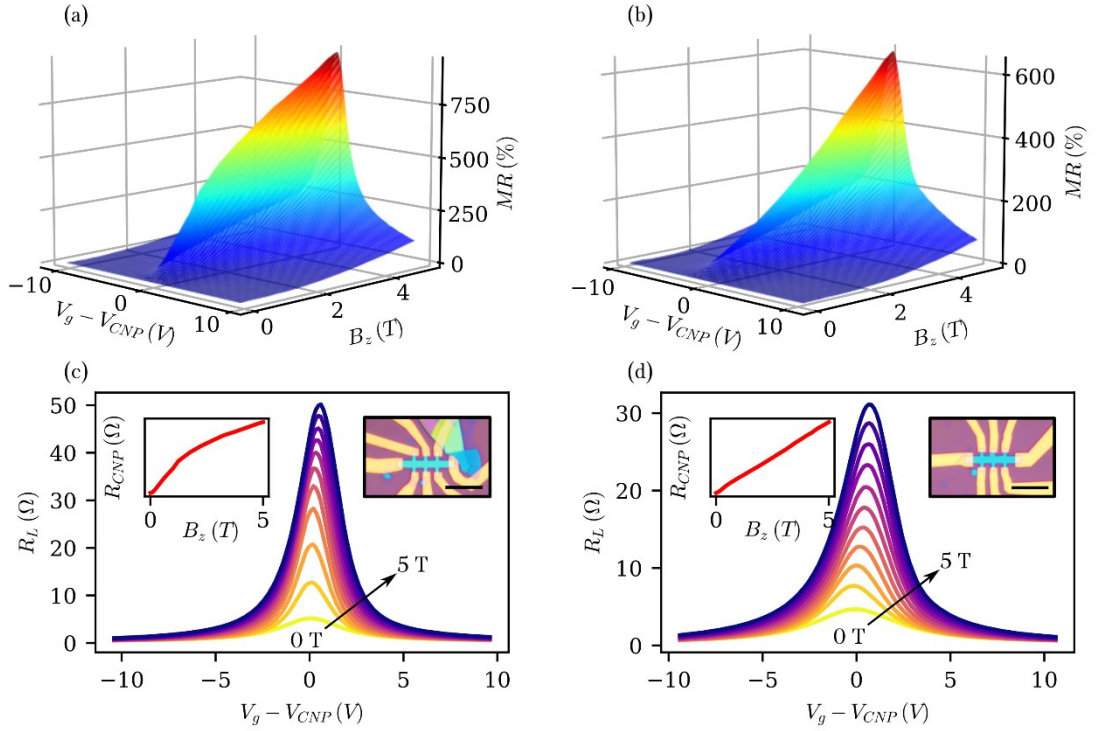 (a)
750
500
250
0
MR (%)
−10
0
10
V_g − V_CNP (V)
0
2
4
B_z (T)
(b)
600
400
200
0
MR (%)
−10
0
10
V_g − V_CNP (V)
0
2
4
B_z (T)
(c)
50
40
30
20
10
0
R_L (Ω)
R_CNP (Ω)
0
5
B_z (T)
5 T
0 T
−10
−5
0
5
10
V_g − V_CNP (V)
(d)
30
20
10
0
R_L (Ω)
R_CNP (Ω)
0
5
B_z (T)
5 T
0 T
−10
−5
0
5
10
V_g − V_CNP (V)